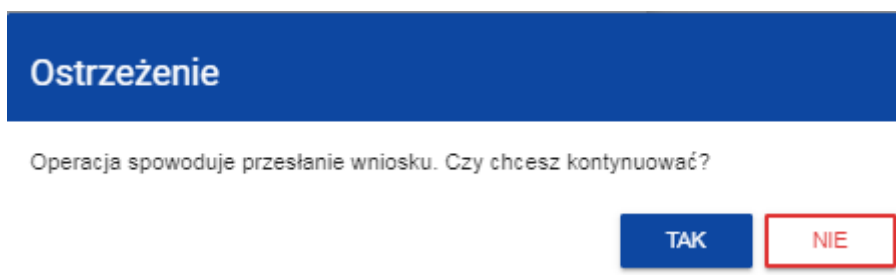 Ostrzeżenie
Operacja spowoduje przesłanie wniosku. Czy chcesz kontynuować?
TAK NIE